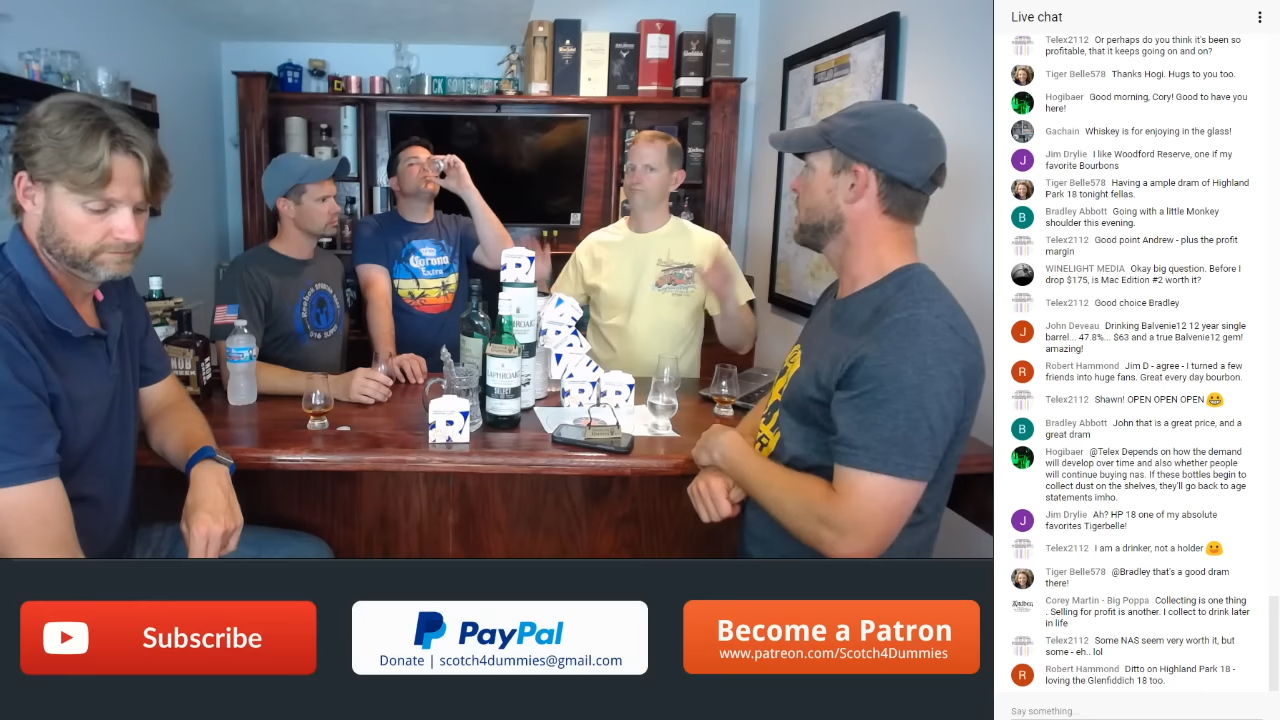 Live chat
Telex2112 Or perhaps do you think it's been so
profitable, that it keeps going on and on?
Tiger Belle578 Thanks Hogi. Hugs to you too.
Hogibaer Good morning, Cory! Good to have you
here!
Gachain Whiskey is for enjoying in the glass!
Jim Drylie I like Woodford Reserve, one if my
favorite Bourbons
Tiger Belle578 Having a ample dram of Highland
Park 18 tonight fellas.
Bradley Abbott Going with a little Monkey
shoulder this evening.
Telex2112 Good point Andrew - plus the profit
margin
WINELIGHT MEDIA Okay big question. Before I
drop $175, is Mac Edition #2 worth it?
Telex2112 Good choice Bradley
John Deveau Drinking Balvenie12 12 year single
barrel... 47.8%... $63 and a true Balvenie12 gem!
amazing!
Robert Hammond Jim D - agree - I turned a few
friends into huge fans. Great every day bourbon.
Telex2112 Shawn! OPEN OPEN OPEN
Bradley Abbott John that is a great price, and a
great dram
Hogibaer @Telex Depends on how the demand
will develop over time and also whether people
will continue buying nas. If these bottles begin to
collect dust on the shelves, they'll go back to age
statements imho.
Jim Drylie Ah? HP 18 one of my absolute
favorites Tigerbelle!
Telex2112 I am a drinker, not a holder
Tiger Belle578 @Bradley that's a good dram
there!
Corey Martin - Big Poppa Collecting is one thing
. Selling for profit is another. I collect to drink later
in life
Telex2112 Some NAS seem very worth it, but
some - eh.. lol
Robert Hammond Ditto on Highland Park 18 -
loving the Glenfiddich 18 too.
Say something...
J
B
J
R
B
J
R
Corona
Extra
R
R
LAPHROAIG
SELECT
Subscribe
PayPal
Donate | scotch4dummies@gmail.com
Become a Patron
www.patreon.com/Scotch4Dummies